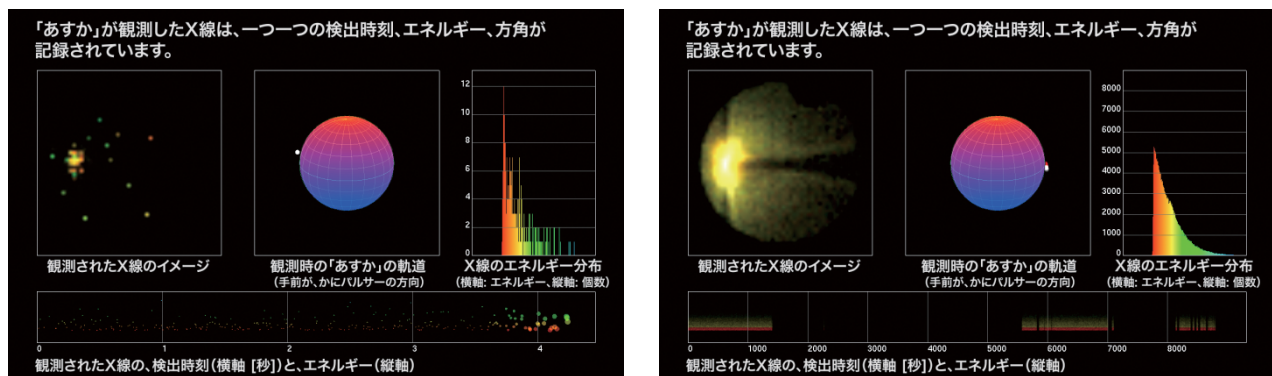 「あすか」が観測したX線は、一つ一つの検出時刻、エネルギー、方角が
記録されています。
12
10
8
6
4
2
0
観測されたX線のイメージ
観測時の「あすか」の軌道
（手前が、かにパルサーの方向）
X線のエネルギー分布
（横軸: エネルギー、縦軸: 個数）
0 1 2 3 4
観測されたX線の、検出時刻（横軸 [秒]）と、エネルギー（縦軸）
「あすか」が観測したX線は、一つ一つの検出時刻、エネルギー、方角が
記録されています。
8000
7000
6000
5000
4000
3000
2000
1000
0
観測されたX線のイメージ
観測時の「あすか」の軌道
（手前が、かにパルサーの方向）
X線のエネルギー分布
（横軸: エネルギー、縦軸: 個数）
0 1000 2000 3000 4000 5000 6000 7000 8000
観測されたX線の、検出時刻（横軸 [秒]）と、エネルギー（縦軸）